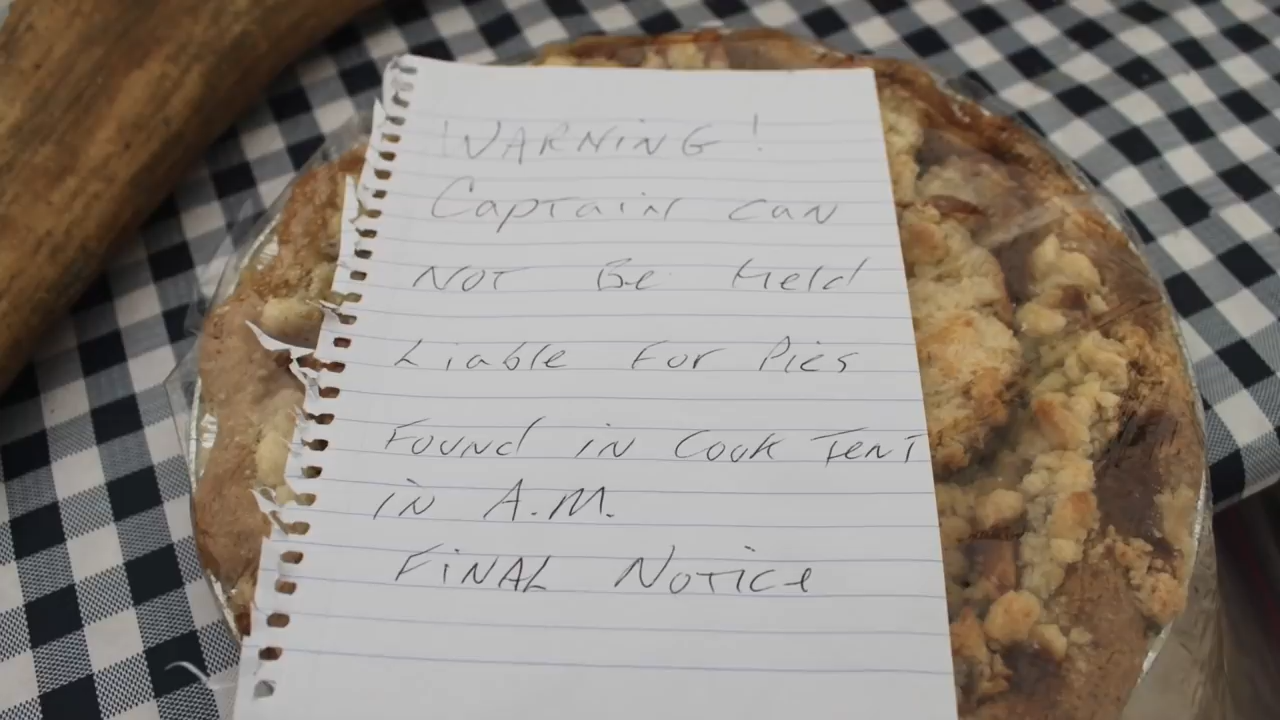 WARNING!
Captain can
NOT Be Held
Liable For Pies
Found in Cook Tent
in A.M.
FiNAL NoTice